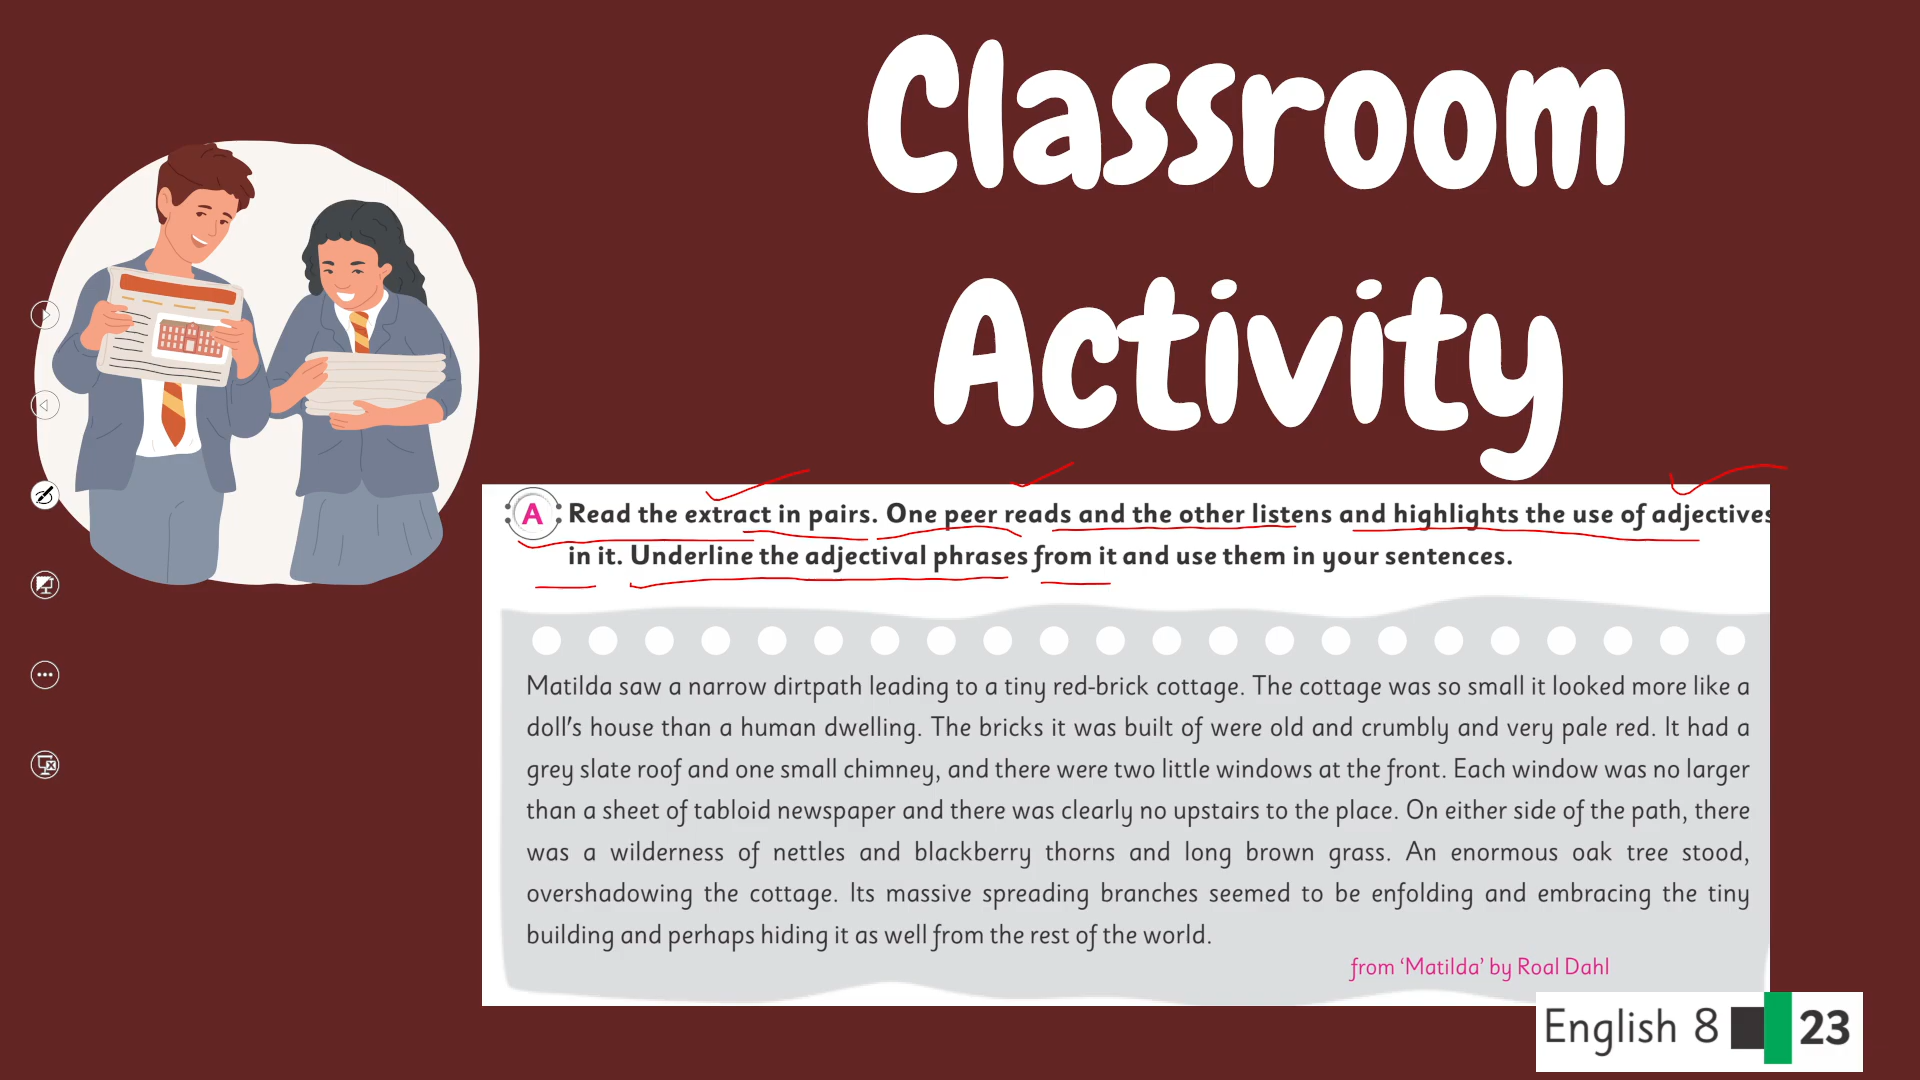 Classroom
Activity
A Read the extract in pairs. One peer reads and the other listens and highlights the use of adjectives
in it. Underline the adjectival phrases from it and use them in your sentences.
Matilda saw a narrow dirtpath leading to a tiny red-brick cottage. The cottage was so small it looked more like a
doll's house than a human dwelling. The bricks it was built of were old and crumbly and very pale red. It had a
grey slate roof and one small chimney, and there were two little windows at the front. Each window was no larger
than a sheet of tabloid newspaper and there was clearly no upstairs to the place. On either side of the path, there
was a wilderness of nettles and blackberry thorns and long brown grass. An enormous oak tree stood,
overshadowing the cottage. Its massive spreading branches seemed to be enfolding and embracing the tiny
building and perhaps hiding it as well from the rest of the world.
from ‘Matilda’ by Roal Dahl
English 8 23